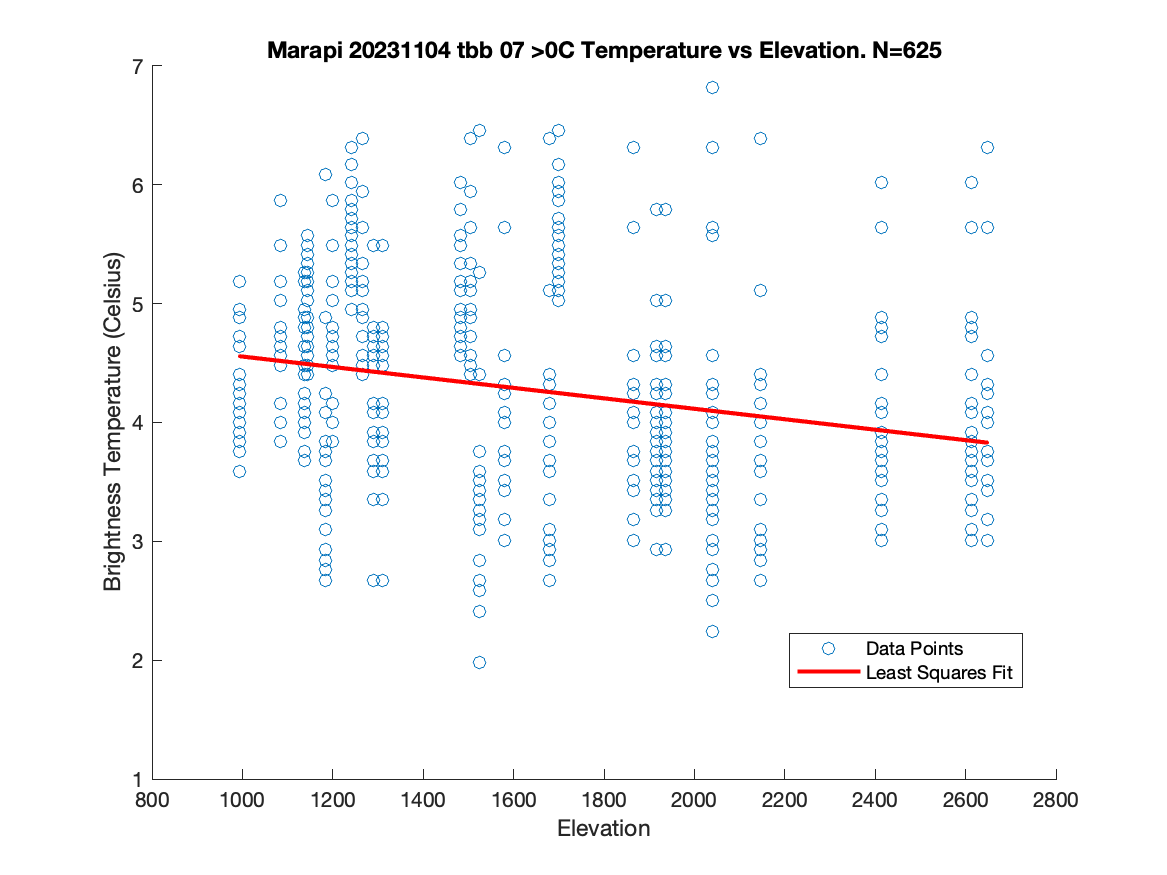 Marapi 20231104 tbb 07 >0C Temperature vs Elevation. N=625
7
6
5
4
3
2
1
Brightness Temperature (Celsius)
Data Points
Least Squares Fit
800 1000 1200 1400 1600 1800 2000 2200 2400 2600 2800
Elevation